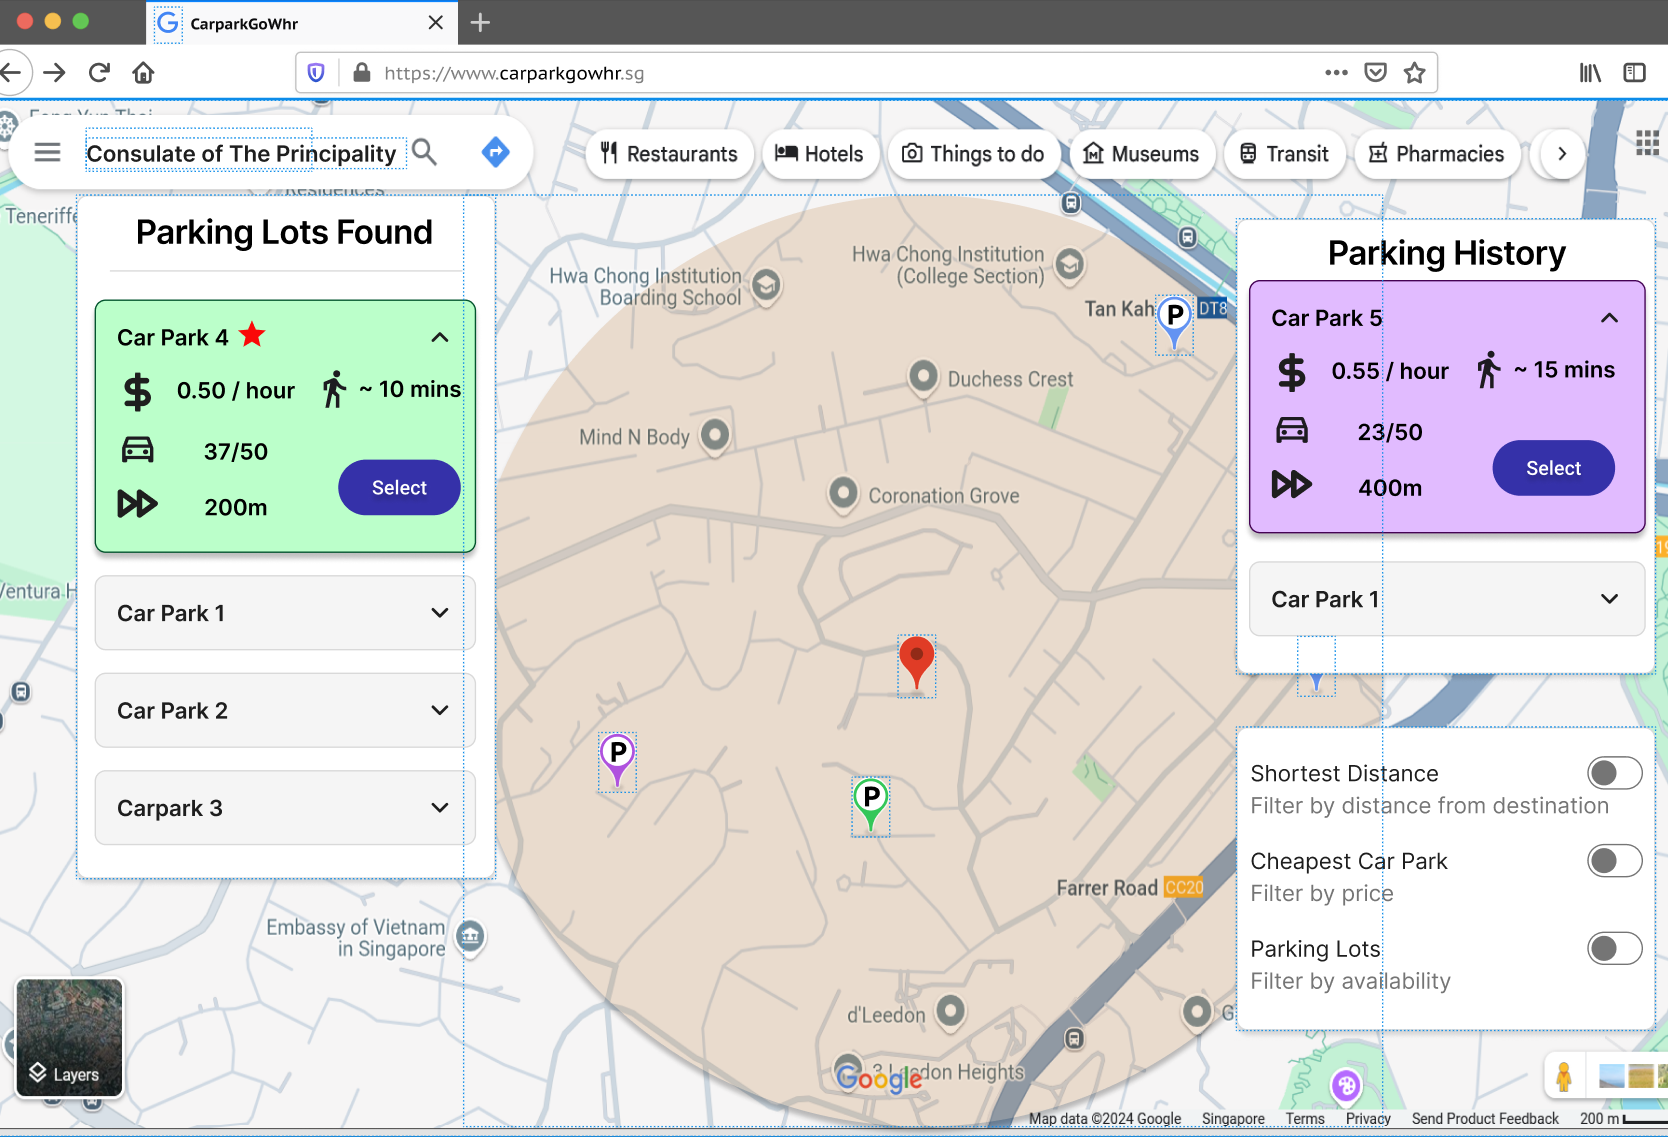 CarparkGoWhr
https://www.carparkgowhr.sg
Consulate of The Principality
Restaurants
Hotels
Things to do
Museums
Transit
Pharmacies
Residences
Teneriffe
Parking Lots Found
Car Park 4
0.50 / hour
~ 10 mins
37/50
200m
Select
Car Park 1
Car Park 2
Carpark 3
Hwa Chong Institution
Boarding School
Hwa Chong Institution
(College Section)
Tan Kah
P
DT8
Duchess Crest
Mind N Body
Coronation Grove
P
P
Farrer Road
CC20
Embassy of Vietnam
in Singapore
d'Leedon
Leedon Heights
Google
G
Ventura
Parking History
Car Park 5
0.55 / hour
~ 15 mins
23/50
400m
Select
Car Park 1
19
Shortest Distance
Filter by distance from destination
Cheapest Car Park
Filter by price
Parking Lots
Filter by availability
Layers
Map data ©2024 Google
Singapore
Terms
Privacy
Send Product Feedback
200 m